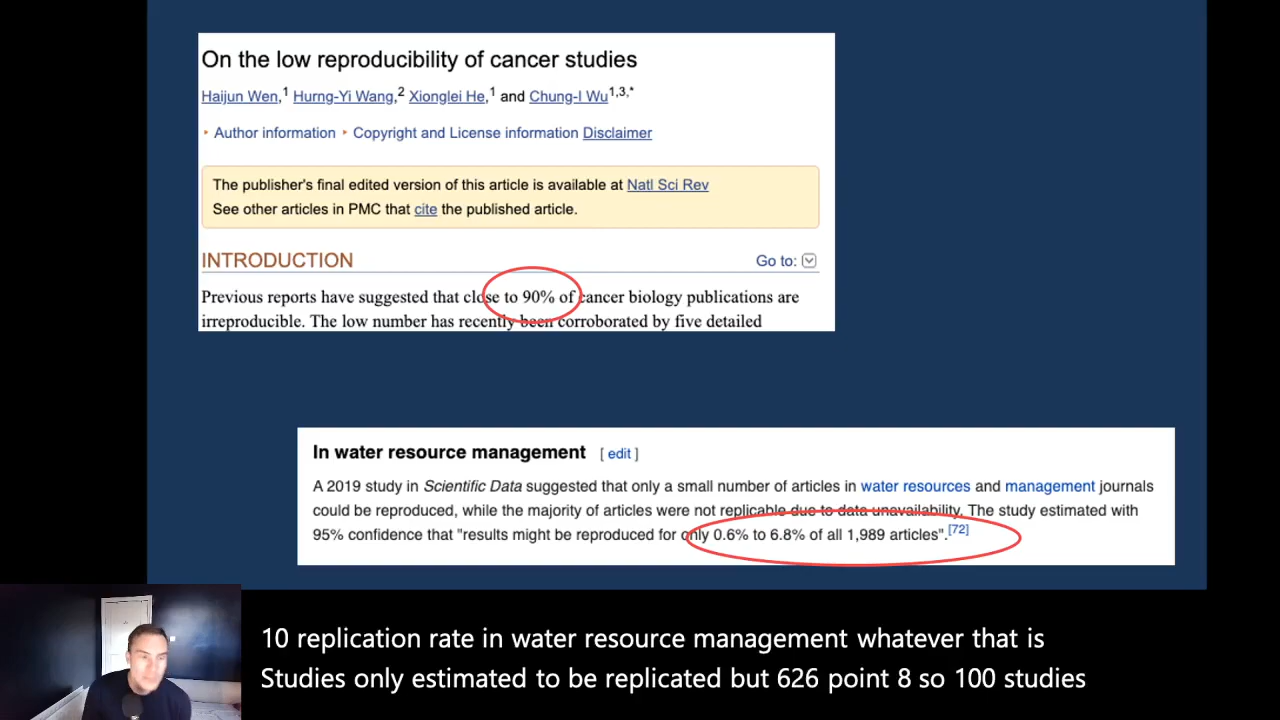 On the low reproducibility of cancer studies
Haijun Wen,1 Hurng-Yi Wang,2 Xionglei He,1 and Chung-I Wu1,3,*
‣ Author information ‣ Copyright and License information Disclaimer
The publisher's final edited version of this article is available at Natl Sci Rev
See other articles in PMC that cite the published article.
INTRODUCTION Go to:
Previous reports have suggested that close to 90% of cancer biology publications are
irreproducible. The low number has recently been corroborated by five detailed
In water resource management [ edit ]
A 2019 study in Scientific Data suggested that only a small number of articles in water resources and management journals
could be reproduced, while the majority of articles were not replicable due to data unavailability. The study estimated with
95% confidence that "results might be reproduced for only 0.6% to 6.8% of all 1,989 articles".[72]
10 replication rate in water resource management whatever that is
Studies only estimated to be replicated but 626 point 8 so 100 studies